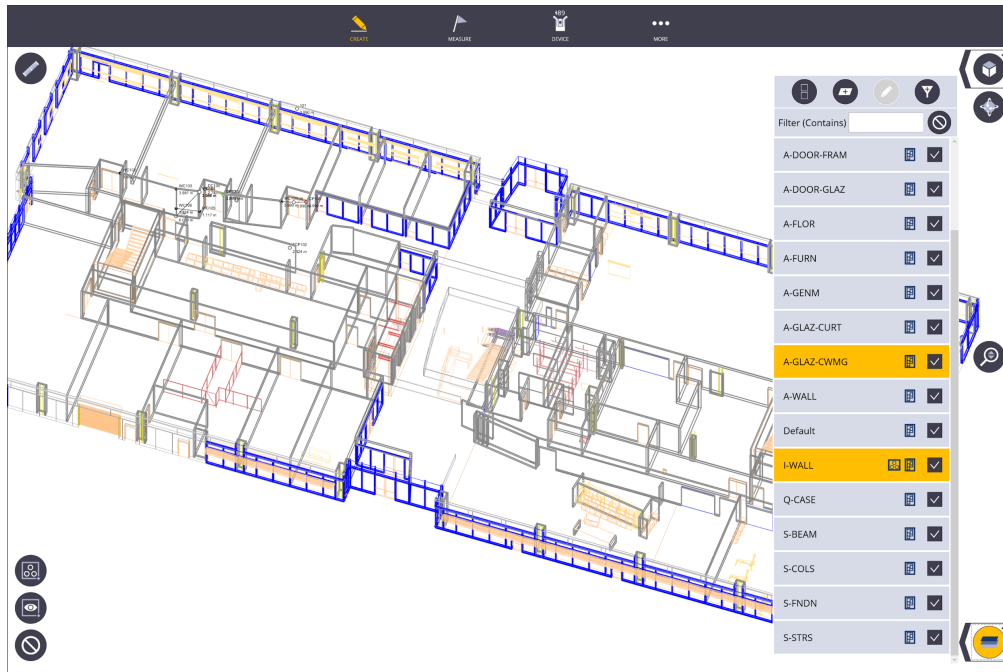 489
CREATE
MEASURE
DEVICE
MORE
Filter (Contains)
A-DOOR-FRAM
A-DOOR-GLAZ
A-FLOR
A-FURN
A-GENM
A-GLAZ-CURT
A-GLAZ-CWMG
A-WALL
Default
I-WALL
Q-CASE
S-BEAM
S-COLS
S-FNDN
S-STRS